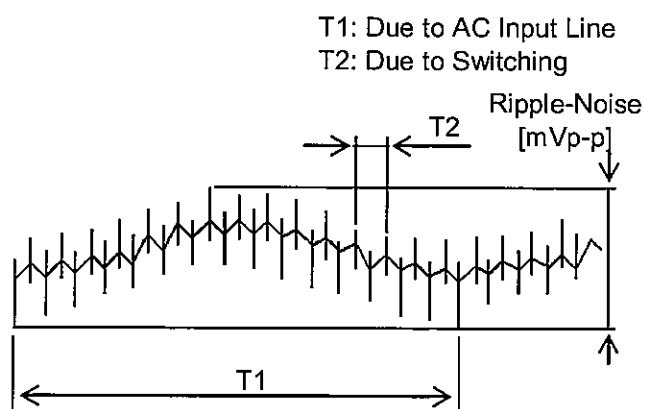 T1: Due to AC Input Line
T2: Due to Switching
Ripple-Noise
[mVp-p]
T2
T1